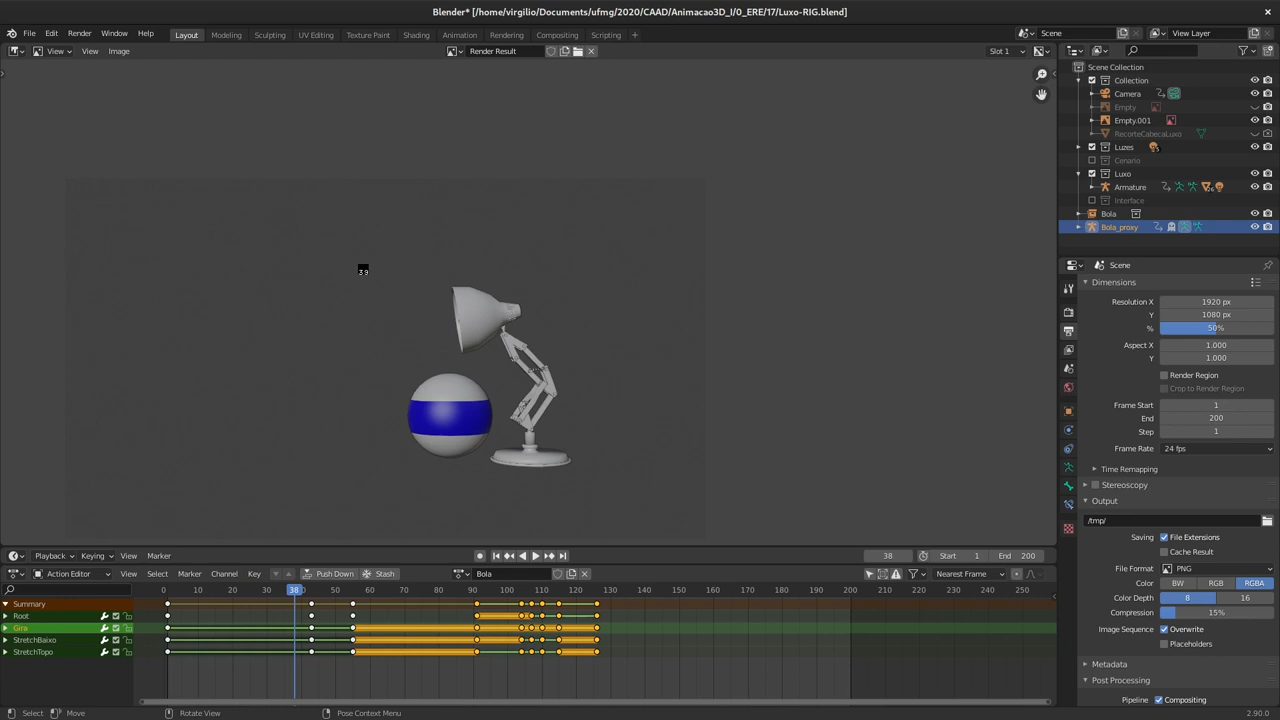 Blender* [/home/virgilio/Documents/ufmg/2020/CAAD/Animacao3D_I/0_ERE/17/Luxo-RIG.blend]
File Edit Render Window Help Layout Modeling Sculpting UV Editing Texture Paint Shading Animation Rendering Compositing Scripting + Scene View Layer
View View Image Render Result Slot 1
Scene Collection
Collection
Camera
Empty
Empty.001
RecorteCabecaLuxo
Luzes
Cenario
Luxo
Armature
Interface
Bola
Bola_proxy
Scene
Dimensions
Resolution X 1920 px
Y 1080 px
% 50%
Aspect X 1.000
Y 1.000
Render Region
Crop to Render Region
Frame Start 1
End 200
Step 1
Frame Rate 24 fps
Time Remapping
Stereoscopy
Output
/tmp/
Saving File Extensions
Cache Result
File Format PNG
Color BW RGB RGBA
Color Depth 8 16
Compression 15%
Image Sequence Overwrite
Placeholders
Metadata
Post Processing
Pipeline Compositing
39
Playback Keying View Marker 38 Start 1 End 200
Action Editor View Select Marker Channel Key Push Down Stash Bola Nearest Frame
0 10 20 38 50 60 70 80 90 100 110 120 130 140 150 160 170 180 190 200 210 220 230 240 250
Summary
Root
Gira
StretchBaixo
StretchTopo
Select Move Rotate View Pose Context Menu 2.90.0